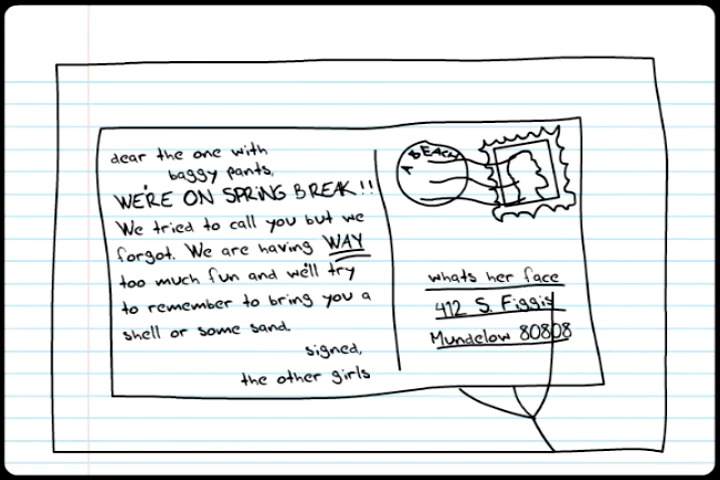 dear the one with
baggy pants,
WE'RE ON SPRiNG BREAK!!
We tried to call you but we
forgot. We are having WAY
too much fun and we'll try
to remember to bring you a
shell or some sand.
signed,
the other girls
A BEACH
whats her face
412 S. Figgis
Mundelow 80808